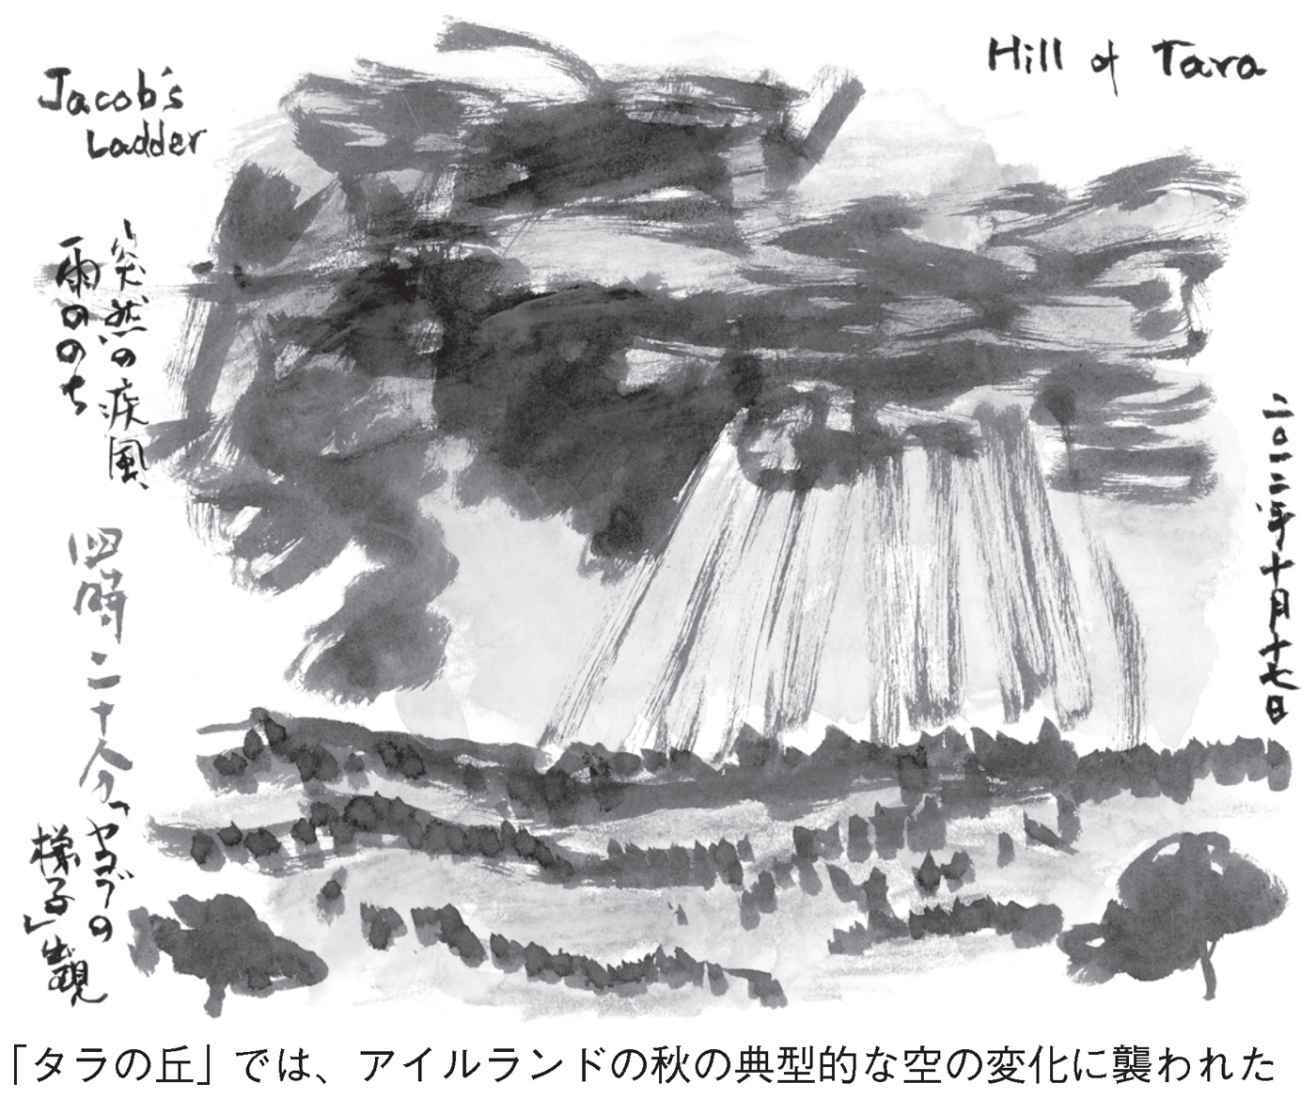 Jacob's
Ladder
Hill of Tara
突然の疾風、
雨ののち
四時二十分「ヤコブの
梯子」出現
二〇一二年十月十七日
「タラの丘」では、アイルランドの秋の典型的な空の変化に襲われた